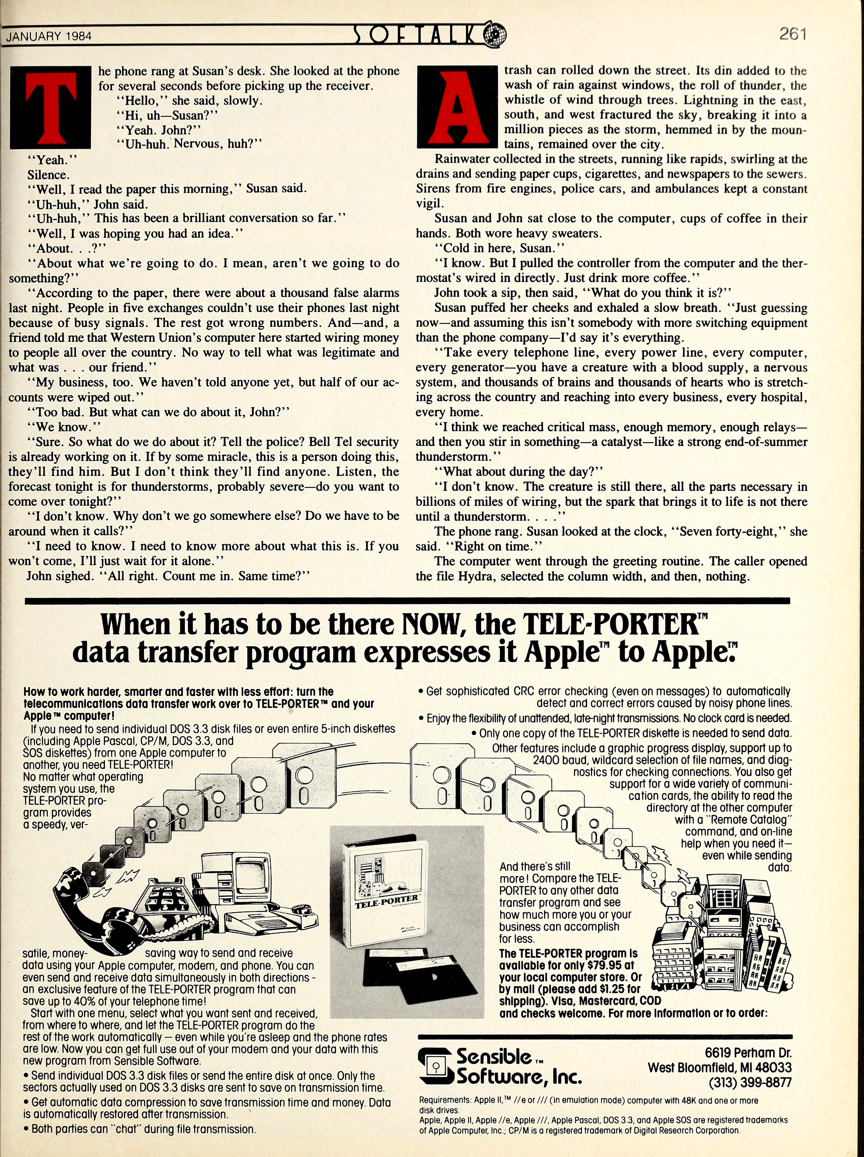 JANUARY 1984
SOFTALK
261
The phone rang at Susan's desk. She looked at the phone
for several seconds before picking up the receiver.
"Hello," she said, slowly.
"Hi, uh—Susan?"
"Yeah. John?"
"Uh-huh. Nervous, huh?"
"Yeah."
Silence.
"Well, I read the paper this morning," Susan said.
"Uh-huh," John said.
"Uh-huh," This has been a brilliant conversation so far."
"Well, I was hoping you had an idea."
"About. . .?"
"About what we're going to do. I mean, aren't we going to do
something?"
"According to the paper, there were about a thousand false alarms
last night. People in five exchanges couldn't use their phones last night
because of busy signals. The rest got wrong numbers. And—and, a
friend told me that Western Union's computer here started wiring money
to people all over the country. No way to tell what was legitimate and
what was . . . our friend."
"My business, too. We haven't told anyone yet, but half of our ac-
counts were wiped out."
"Too bad. But what can we do about it, John?"
"We know."
"Sure. So what do we do about it? Tell the police? Bell Tel security
is already working on it. If by some miracle, this is a person doing this,
they'll find him. But I don't think they'll find anyone. Listen, the
forecast tonight is for thunderstorms, probably severe—do you want to
come over tonight?"
"I don't know. Why don't we go somewhere else? Do we have to be
around when it calls?"
"I need to know. I need to know more about what this is. If you
won't come, I'll just wait for it alone."
John sighed. "All right. Count me in. Same time?"
A trash can rolled down the street. Its din added to the
wash of rain against windows, the roll of thunder, the
whistle of wind through trees. Lightning in the east,
south, and west fractured the sky, breaking it into a
million pieces as the storm, hemmed in by the moun-
tains, remained over the city.
Rainwater collected in the streets, running like rapids, swirling at the
drains and sending paper cups, cigarettes, and newspapers to the sewers.
Sirens from fire engines, police cars, and ambulances kept a constant
vigil.
Susan and John sat close to the computer, cups of coffee in their
hands. Both wore heavy sweaters.
"Cold in here, Susan."
"I know. But I pulled the controller from the computer and the ther-
mostat's wired in directly. Just drink more coffee."
John took a sip, then said, "What do you think it is?"
Susan puffed her cheeks and exhaled a slow breath. "Just guessing
now—and assuming this isn't somebody with more switching equipment
than the phone company—I'd say it's everything.
"Take every telephone line, every power line, every computer,
every generator—you have a creature with a blood supply, a nervous
system, and thousands of brains and thousands of hearts who is stretch-
ing across the country and reaching into every business, every hospital,
every home.
"I think we reached critical mass, enough memory, enough relays—
and then you stir in something—a catalyst—like a strong end-of-summer
thunderstorm."
"What about during the day?"
"I don't know. The creature is still there, all the parts necessary in
billions of miles of wiring, but the spark that brings it to life is not there
until a thunderstorm. . . ."
The phone rang. Susan looked at the clock, "Seven forty-eight," she
said. "Right on time."
The computer went through the greeting routine. The caller opened
the file Hydra, selected the column width, and then, nothing.
When it has to be there NOW, the TELE-PORTER™
data transfer program expresses it Apple™ to Apple™.
How to work harder, smarter and faster with less effort: turn the
telecommunications data transfer work over to TELE-PORTER™ and your
Apple™ computer!
If you need to send individual DOS 3.3 disk files or even entire 5-inch diskettes
(including Apple Pascal, CP/M, DOS 3.3, and
SOS diskettes) from one Apple computer to
another, you need TELE-PORTER!
No matter what operating
system you use, the
TELE-PORTER pro-
gram provides
a speedy, ver-
satile, money-saving way to send and receive
data using your Apple computer, modem, and phone. You can
even send and receive data simultaneously in both directions -
an exclusive feature of the TELE-PORTER program that can
save up to 40% of your telephone time!
Start with one menu, select what you want sent and received,
from where to where, and let the TELE-PORTER program do the
rest of the work automatically — even while you're asleep and the phone rates
are low. Now you can get full use out of your modem and your data with this
new program from Sensible Software.
• Send individual DOS 3.3 disk files or send the entire disk at once. Only the
sectors actually used on DOS 3.3 disks are sent to save on transmission time.
• Get automatic data compression to save transmission time and money. Data
is automatically restored after transmission.
• Both parties can "chat" during file transmission.
• Get sophisticated CRC error checking (even on messages) to automatically
detect and correct errors caused by noisy phone lines.
• Enjoy the flexibility of unattended, late-night transmissions. No clock card is needed.
• Only one copy of the TELE-PORTER diskette is needed to send data.
Other features include a graphic progress display, support up to
2400 baud, wildcard selection of file names, and diag-
nostics for checking connections. You also get
support for a wide variety of communi-
cation cards, the ability to read the
directory at the other computer
with a "Remote Catalog"
command, and on-line
help when you need it—
even while sending
data.
TELE-PORTER
And there's still
more! Compare the TELE-
PORTER to any other data
transfer program and see
how much more you or your
business can accomplish
for less.
The TELE-PORTER program is
available for only $79.95 at
your local computer store. Or
by mail (please add $1.25 for
shipping). Visa, Mastercard, COD
and checks welcome. For more information or to order:
Sensible™
Software, Inc.
6619 Perham Dr.
West Bloomfield, MI 48033
(313) 399-8877
Requirements: Apple II,™ //e or /// (in emulation mode) computer with 48K and one or more
disk drives.
Apple, Apple II, Apple //e, Apple ///, Apple Pascal, DOS 3.3, and Apple SOS are registered trademarks
of Apple Computer, Inc.; CP/M is a registered trademark of Digital Research Corporation.